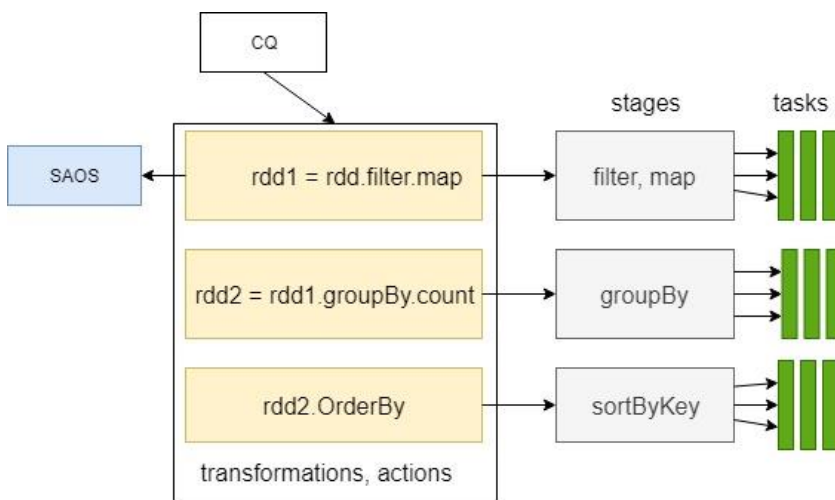 CQ
stages
tasks
SAOS
rdd1 = rdd.filter.map
filter, map
rdd2 = rdd1.groupBy.count
groupBy
rdd2.OrderBy
sortByKey
transformations, actions